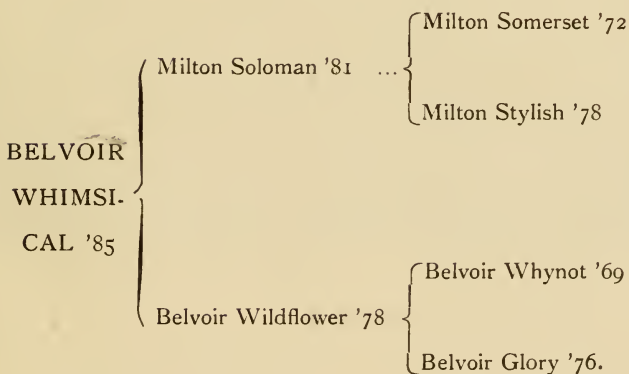 Milton Somerset '72
Milton Soloman '81 ...
Milton Stylish '78
BELVOIR
WHIMSI-
CAL '85
Belvoir Whynot '69
Belvoir Wildflower '78
Belvoir Glory '76.